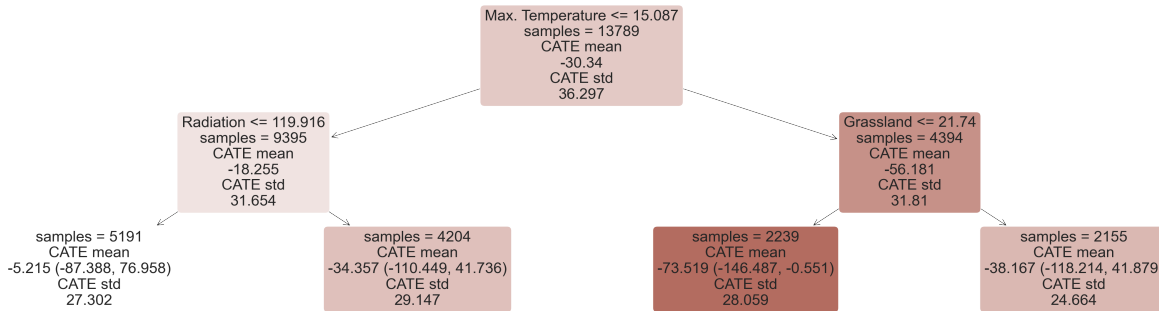 Max. Temperature <= 15.087
samples = 13789
CATE mean
-30.34
CATE std
36.297
Radiation <= 119.916
samples = 9395
CATE mean
-18.255
CATE std
31.654
Grassland <= 21.74
samples = 4394
CATE mean
-56.181
CATE std
31.81
samples = 5191
CATE mean
-5.215 (-87.388, 76.958)
CATE std
27.302
samples = 4204
CATE mean
-34.357 (-110.449, 41.736)
CATE std
29.147
samples = 2239
CATE mean
-73.519 (-146.487, -0.551)
CATE std
28.059
samples = 2155
CATE mean
-38.167 (-118.214, 41.879)
CATE std
24.664